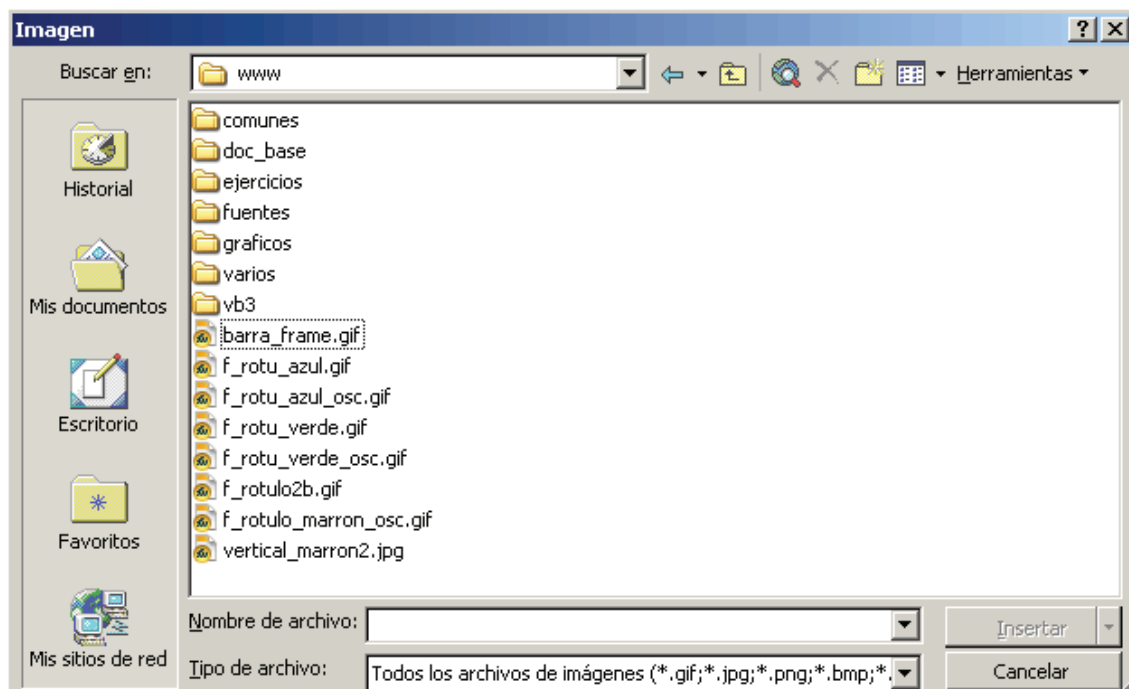 Imagen
Buscar en:
www
Herramientas
Historial
Mis documentos
Escritorio
Favoritos
Mis sitios de red
comunes
doc_base
ejercicios
fuentes
graficos
varios
vb3
barra_frame.gif
f_rotu_azul.gif
f_rotu_azul_osc.gif
f_rotu_verde.gif
f_rotu_verde_osc.gif
f_rotulo2b.gif
f_rotulo_marron_osc.gif
vertical_marron2.jpg
Nombre de archivo:
Insertar
Tipo de archivo:
Todos los archivos de imágenes (*.gif;*.jpg;*.png;*.bmp;*.
Cancelar